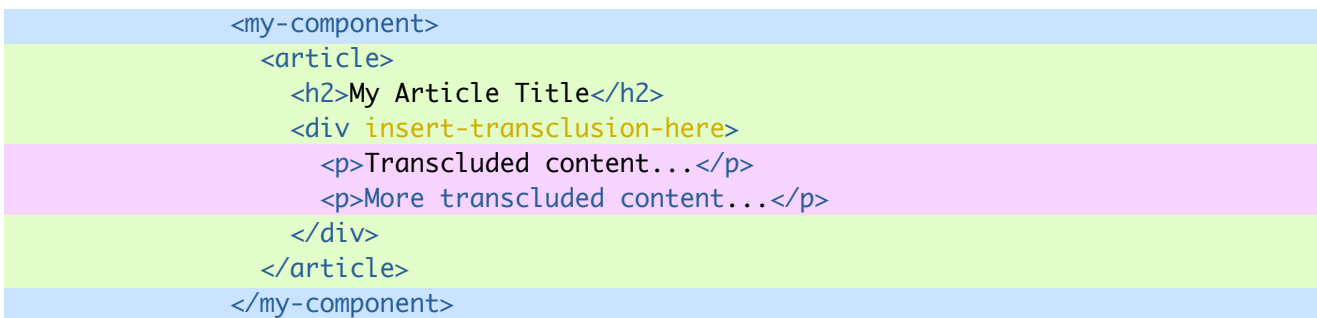 <my-component>
<article>
<h2>My Article Title</h2>
<div insert-transclusion-here>
<p>Transcluded content...</p>
<p>More transcluded content...</p>
</div>
</article>
</my-component>